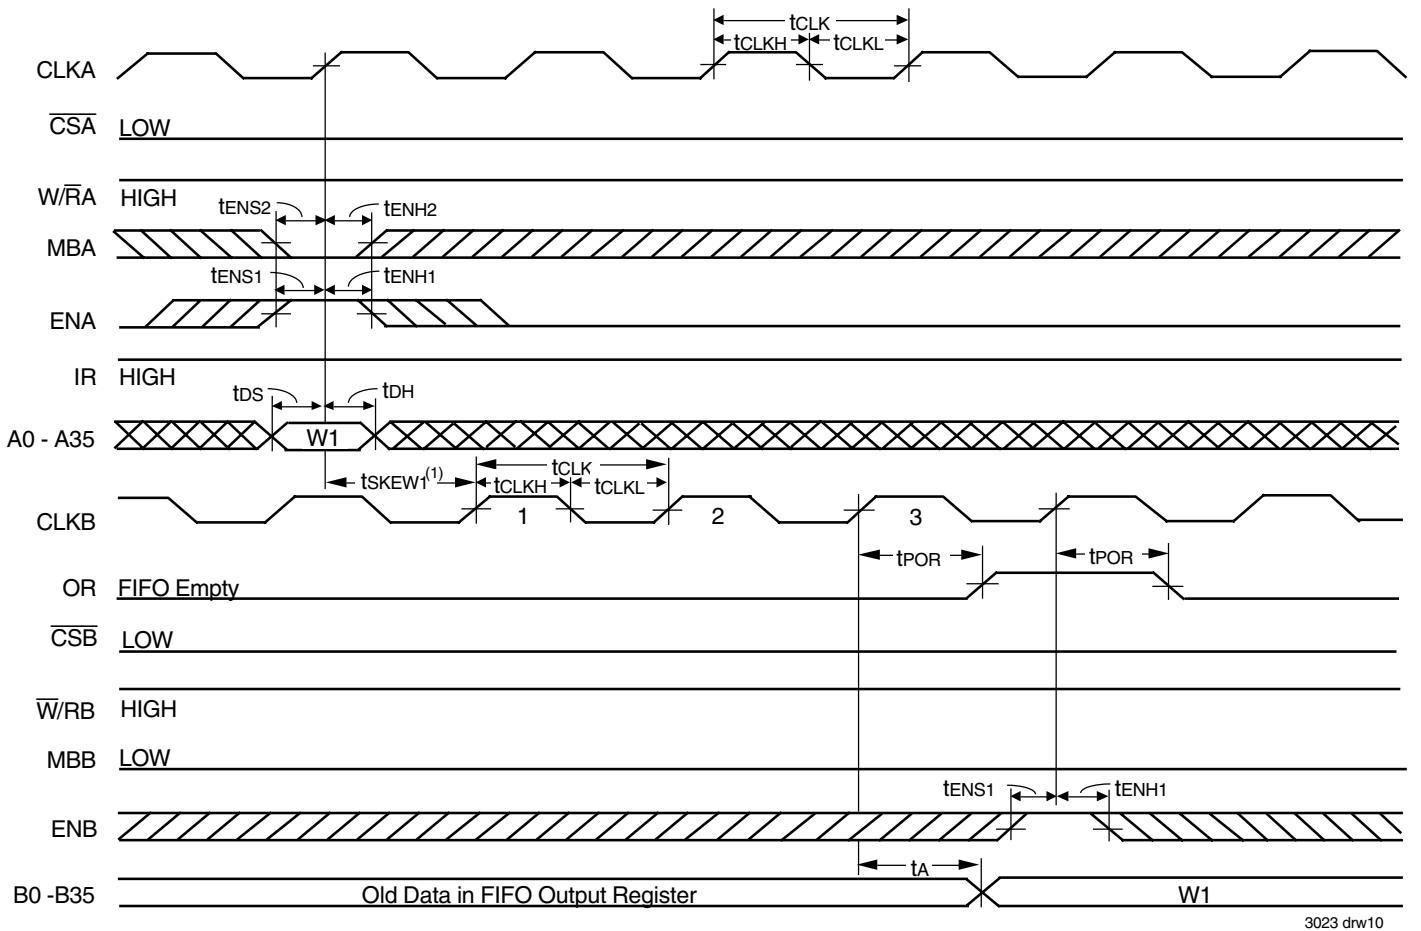 tCLK
tCLKH tCLKL
CLKA
CSA LOW
W/RA HIGH
tENS2 tENH2
MBA
tENS1 tENH1
ENA
IR HIGH
tDS tDH
A0 - A35 W1
tSKEW1(1) tCLK
tCLKH tCLKL
CLKB 1 2 3
tPOR tPOR
OR FIFO Empty
CSB LOW
W/RB HIGH
MBB LOW
tENS1 tENH1
ENB
tA
B0 -B35 Old Data in FIFO Output Register W1
3023 drw10